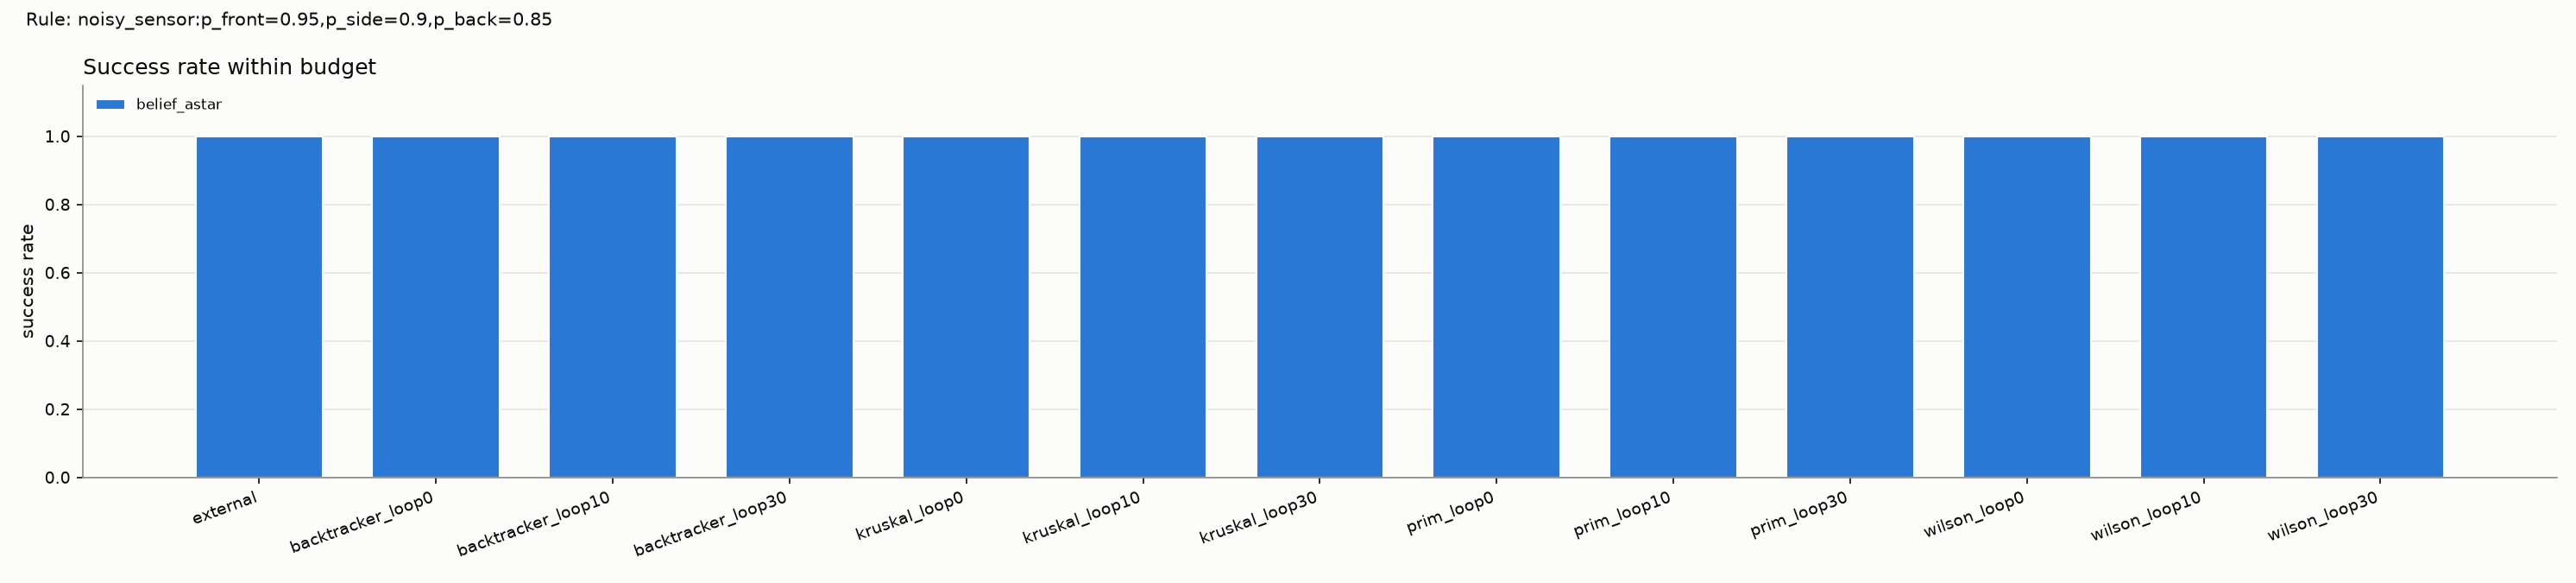 Rule: noisy_sensor:p_front=0.95,p_side=0.9,p_back=0.85
Success rate within budget
belief_astar
success rate
1.0
0.8
0.6
0.4
0.2
0.0
external
backtracker_loop0
backtracker_loop10
backtracker_loop30
kruskal_loop0
kruskal_loop10
kruskal_loop30
prim_loop0
prim_loop10
prim_loop30
wilson_loop0
wilson_loop10
wilson_loop30